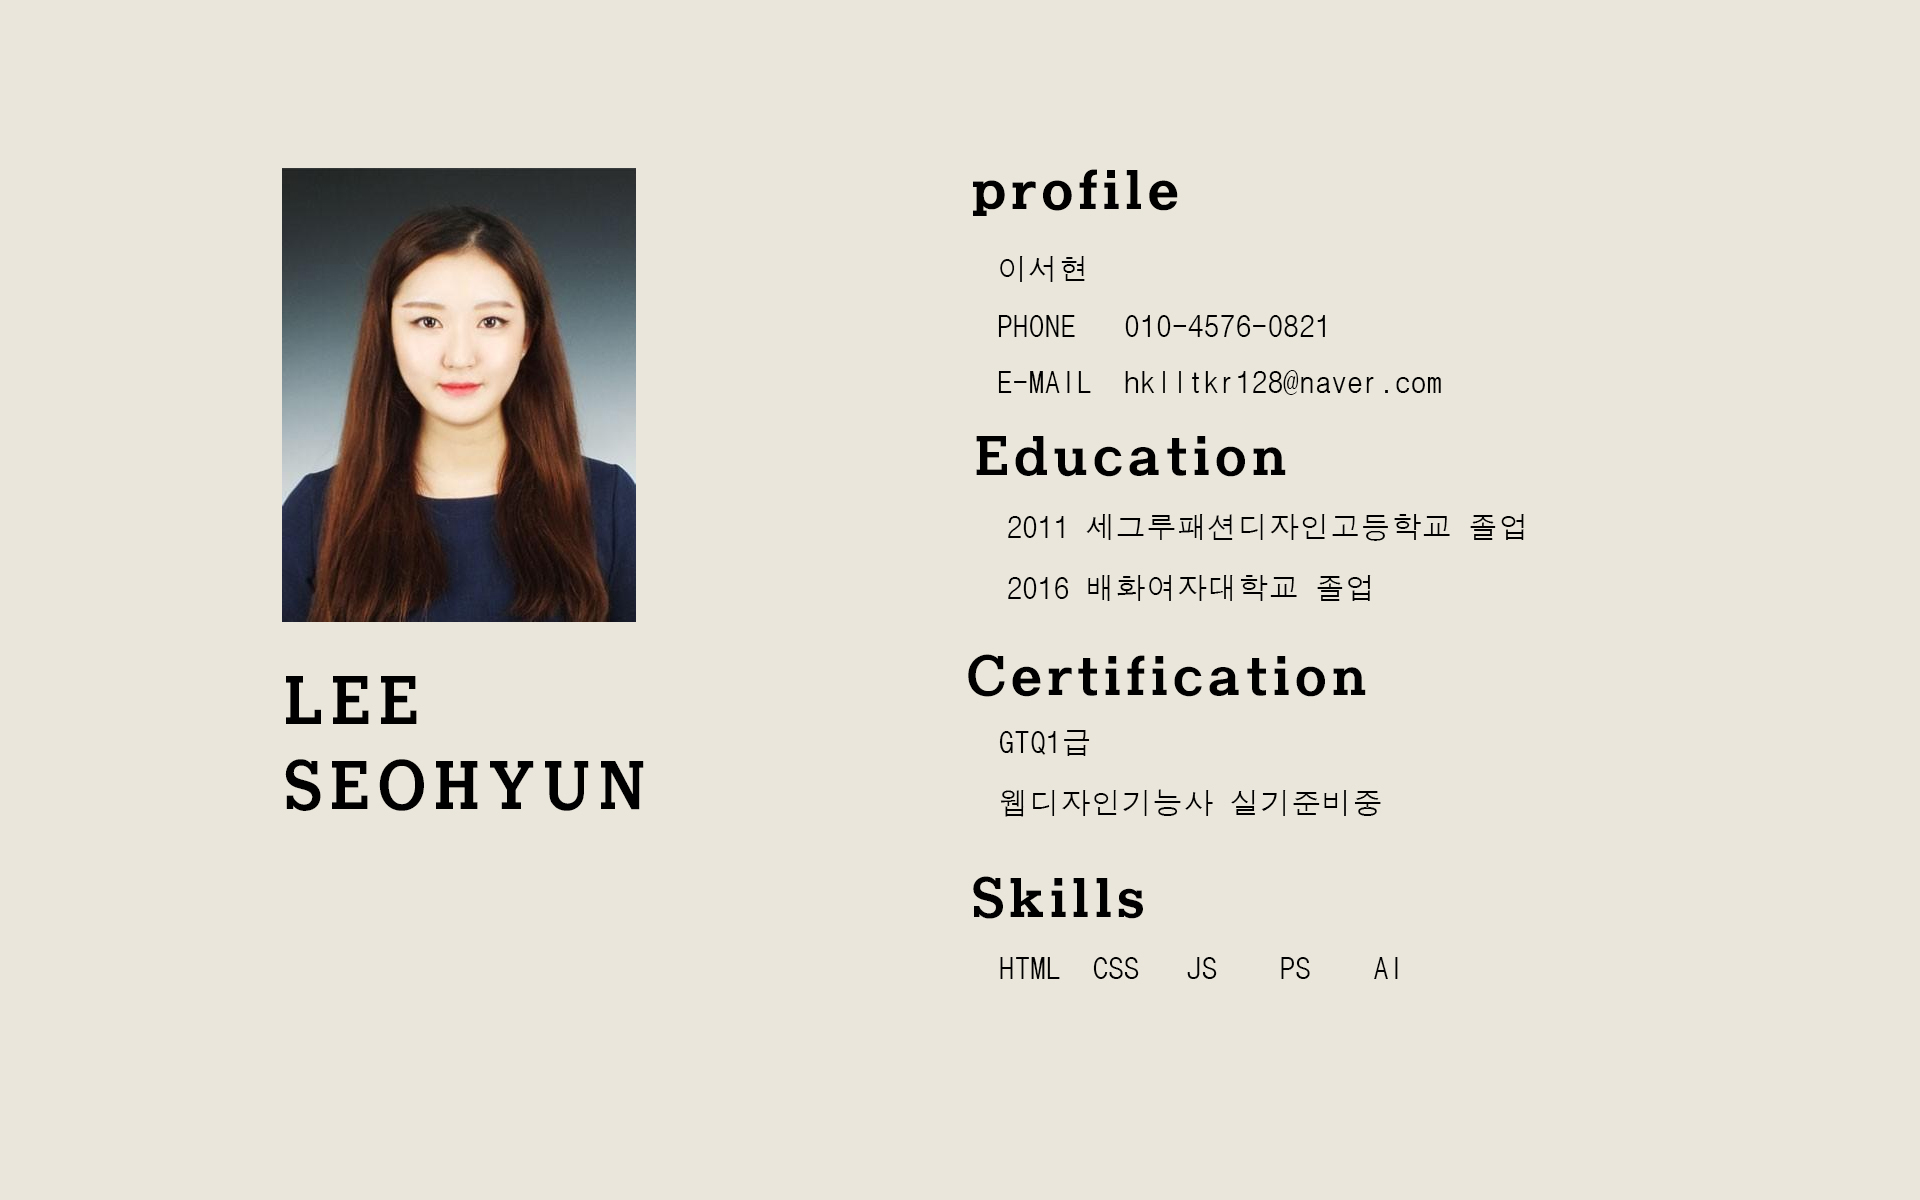 LEE
SEOHYUN
profile
이서현
PHONE 010-4576-0821
E-MAIL hklltkr128@naver.com
Education
2011 세그루패션디자인고등학교 졸업
2016 배화여자대학교 졸업
Certification
GTQ1급
웹디자인기능사 실기준비중
Skills
HTML CSS JS PS AI